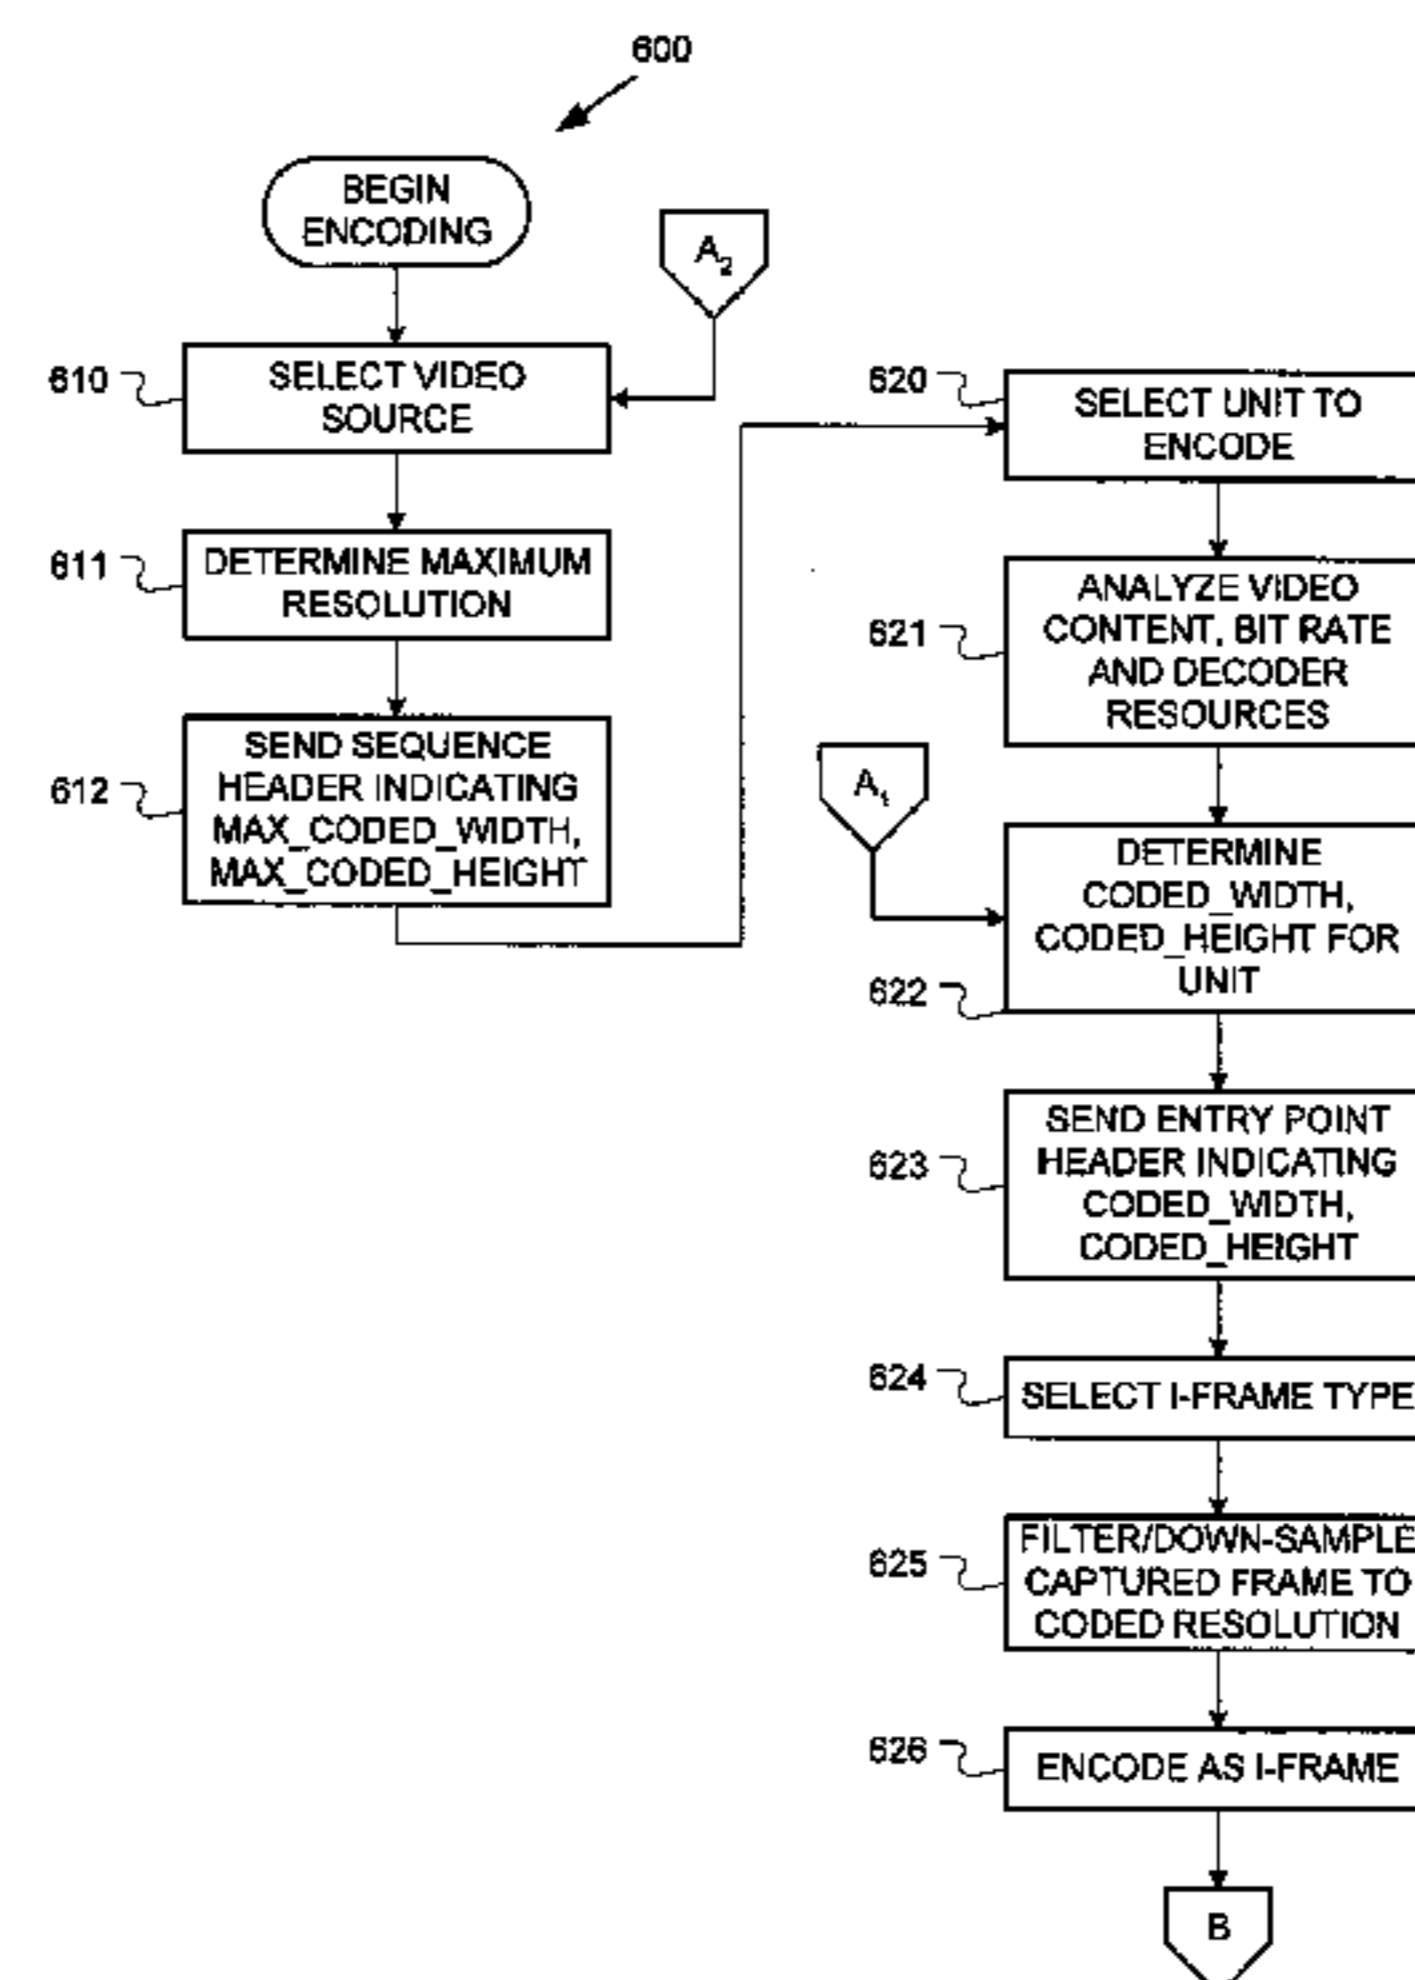 600
BEGIN
ENCODING
A2
610
SELECT VIDEO
SOURCE
611
DETERMINE MAXIMUM
RESOLUTION
612
SEND SEQUENCE
HEADER INDICATING
MAX_CODED_WIDTH,
MAX_CODED_HEIGHT
620
SELECT UNIT TO
ENCODE
621
ANALYZE VIDEO
CONTENT, BIT RATE
AND DECODER
RESOURCES
A1
622
DETERMINE
CODED_WIDTH,
CODED_HEIGHT FOR
UNIT
623
SEND ENTRY POINT
HEADER INDICATING
CODED_WIDTH,
CODED_HEIGHT
624
SELECT I-FRAME TYPE
625
FILTER/DOWN-SAMPLE
CAPTURED FRAME TO
CODED RESOLUTION
626
ENCODE AS I-FRAME
B